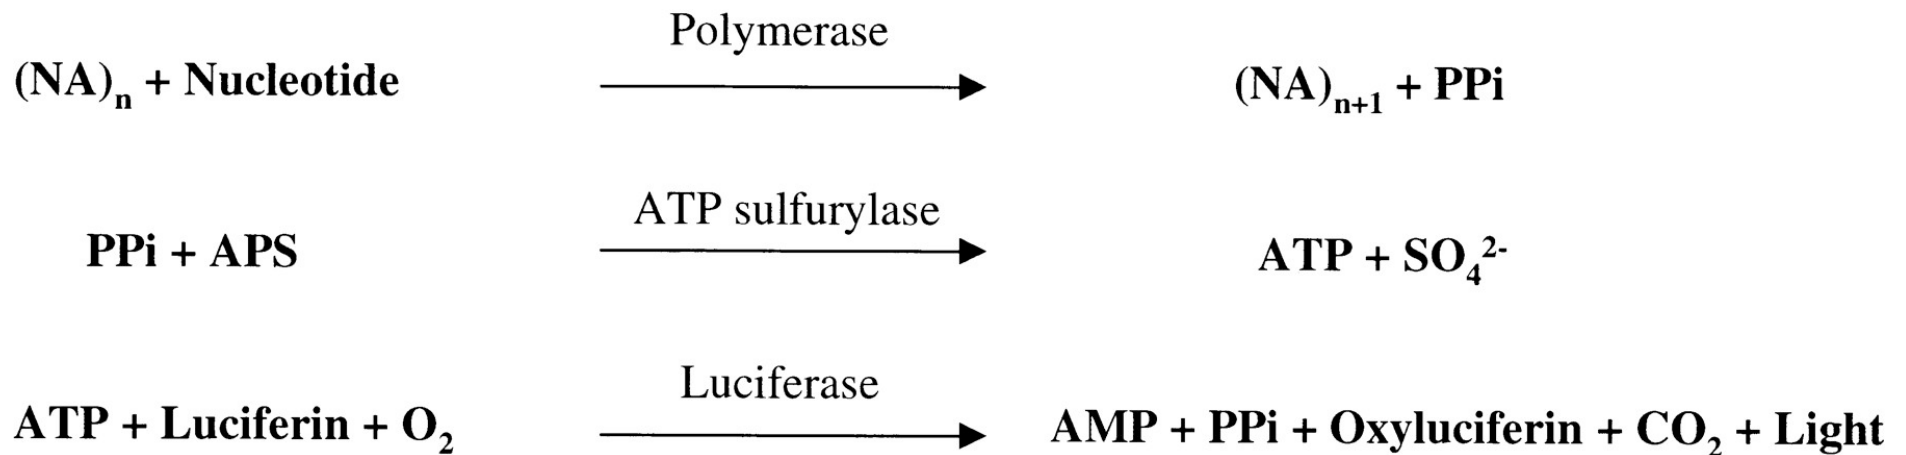 Polymerase
(NA)n + Nucleotide (NA)n+1 + PPi
ATP sulfurylase
PPi + APS ATP + SO₄²⁻
Luciferase
ATP + Luciferin + O₂ AMP + PPi + Oxyluciferin + CO₂ + Light